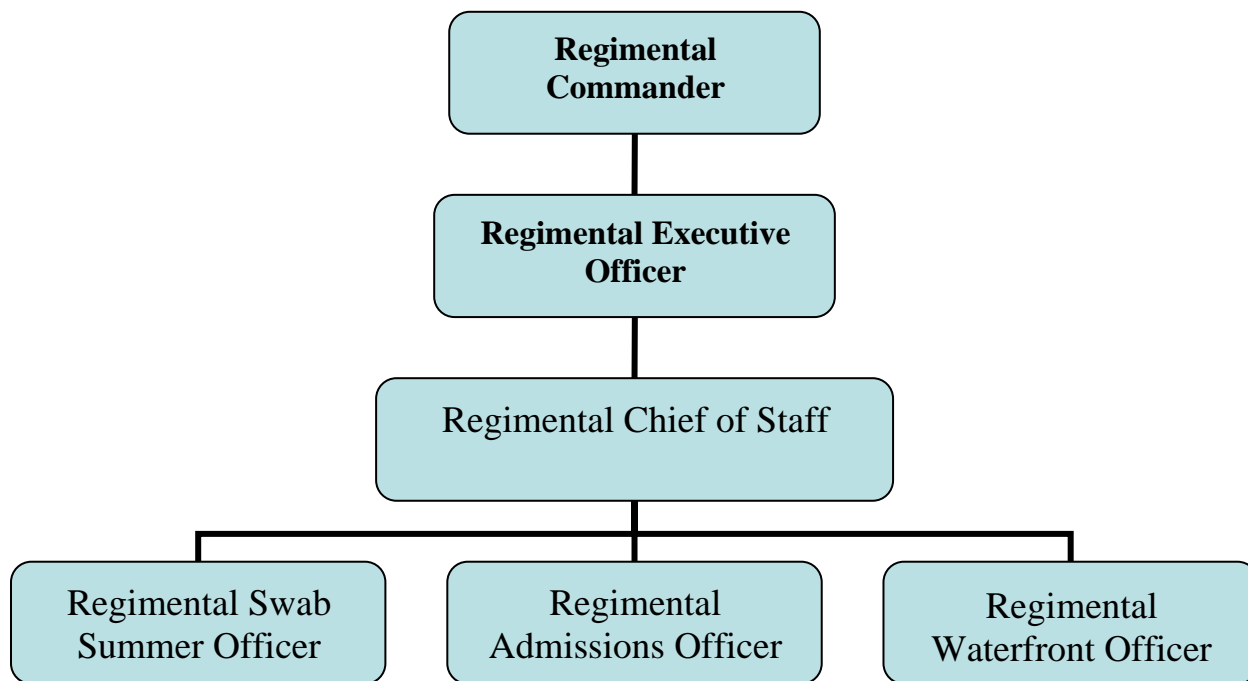 Regimental
Commander
Regimental Executive
Officer
Regimental Chief of Staff
Regimental Swab
Summer Officer
Regimental
Admissions Officer
Regimental
Waterfront Officer